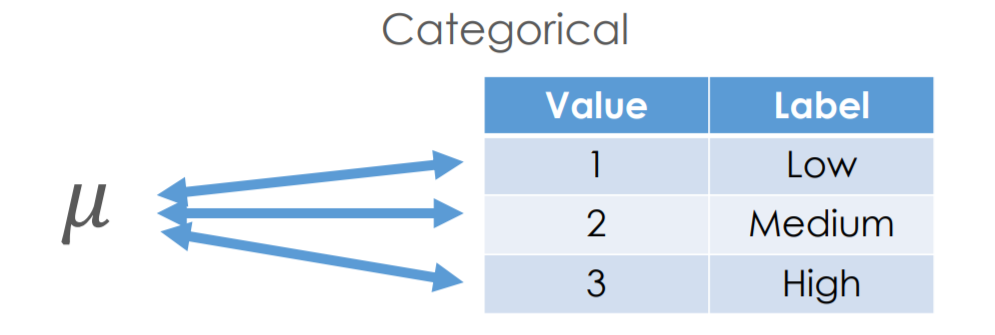 Categorical
Value Label
1 Low
μ
2 Medium
3 High